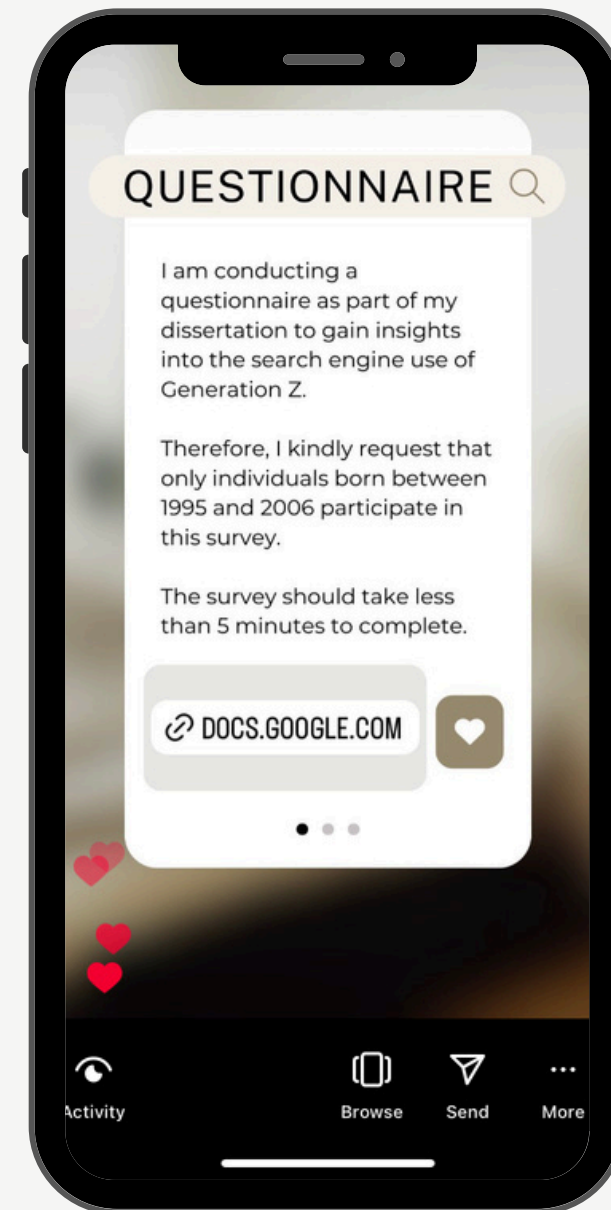 QUESTIONNAIRE
I am conducting a
questionnaire as part of my
dissertation to gain insights
into the search engine use of
Generation Z.
Therefore, I kindly request that
only individuals born between
1995 and 2006 participate in
this survey.
The survey should take less
than 5 minutes to complete.
DOCS.GOOGLE.COM
Activity
Browse
Send
More